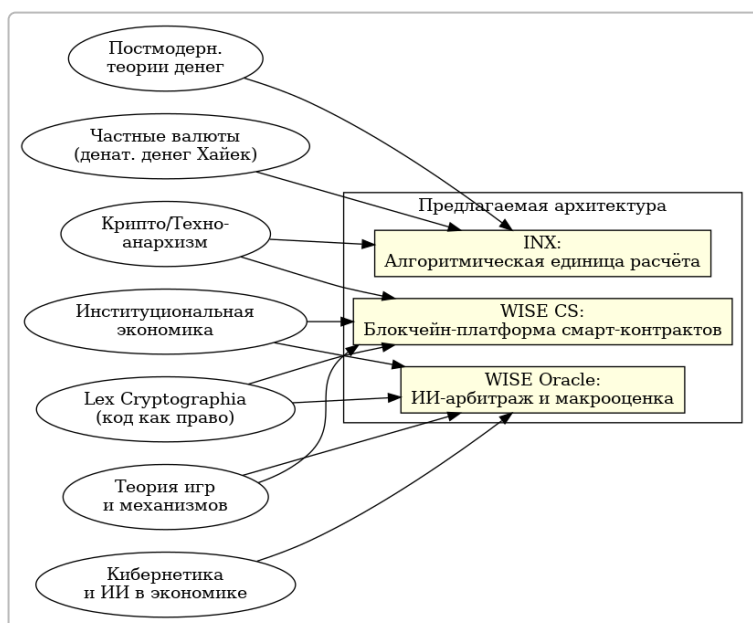 Постмодерн.
теории денег
Частные валюты
(денат. денег Хайек)
Крипто/Техно-
анархизм
Институциональная
экономика
Lex Cryptographia
(код как право)
Теория игр
и механизмов
Кибернетика
и ИИ в экономике
Предлагаемая архитектура
INX:
Алгоритмическая единица расчёта
WISE CS:
Блокчейн-платформа смарт-контрактов
WISE Oracle:
ИИ-арбитраж и макрооценка